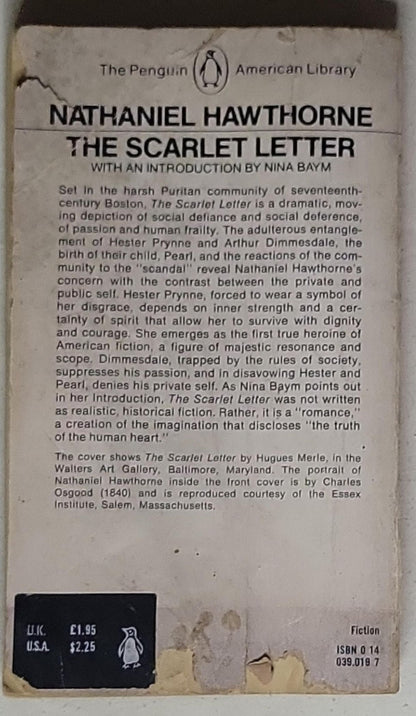 The Penguin American Library
NATHANIEL HAWTHORNE
THE SCARLET LETTER
WITH AN INTRODUCTION BY NINA BAYM
Set in the harsh Puritan community of seventeenth-
century Boston, The Scarlet Letter is a dramatic, mov-
ing depiction of social defiance and social deference,
of passion and human frailty. The adulterous entangle-
ment of Hester Prynne and Arthur Dimmesdale, the
birth of their child, Pearl, and the reactions of the com-
munity to the "scandal" reveal Nathaniel Hawthorne's
concern with the contrast between the private and
public self. Hester Prynne, forced to wear a symbol of
her disgrace, depends on inner strength and a cer-
tainty of spirit that allow her to survive with dignity
and courage. She emerges as the first true heroine of
American fiction, a figure of majestic resonance and
scope. Dimmesdale, trapped by the rules of society,
suppresses his passion, and in disavowing Hester and
Pearl, denies his private self. As Nina Baym points out
in her Introduction, The Scarlet Letter was not written
as realistic, historical fiction. Rather, it is a "romance,"
a creation of the imagination that discloses "the truth
of the human heart."
The cover shows The Scarlet Letter by Hugues Merle, in the
Walters Art Gallery, Baltimore, Maryland. The portrait of
Nathaniel Hawthorne inside the front cover is by Charles
Osgood (1840) and is reproduced courtesy of the Essex
Institute, Salem, Massachusetts.
U.K. £1.95
U.S.A. $2.25
Fiction
ISBN 0 14
039.019 7